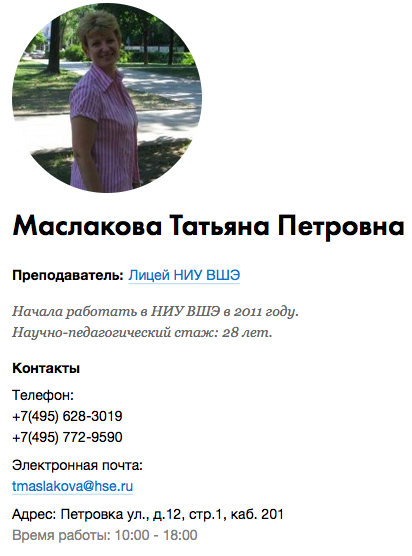 Маслакова Татьяна Петровна
Преподаватель: Лицей НИУ ВШЭ
Начала работать в НИУ ВШЭ в 2011 году.
Научно-педагогический стаж: 28 лет.
Контакты
Телефон:
+7(495) 628-3019
+7(495) 772-9590
Электронная почта:
tmaslakova@hse.ru
Адрес: Петровка ул., д.12, стр.1, каб. 201
Время работы: 10:00 - 18:00